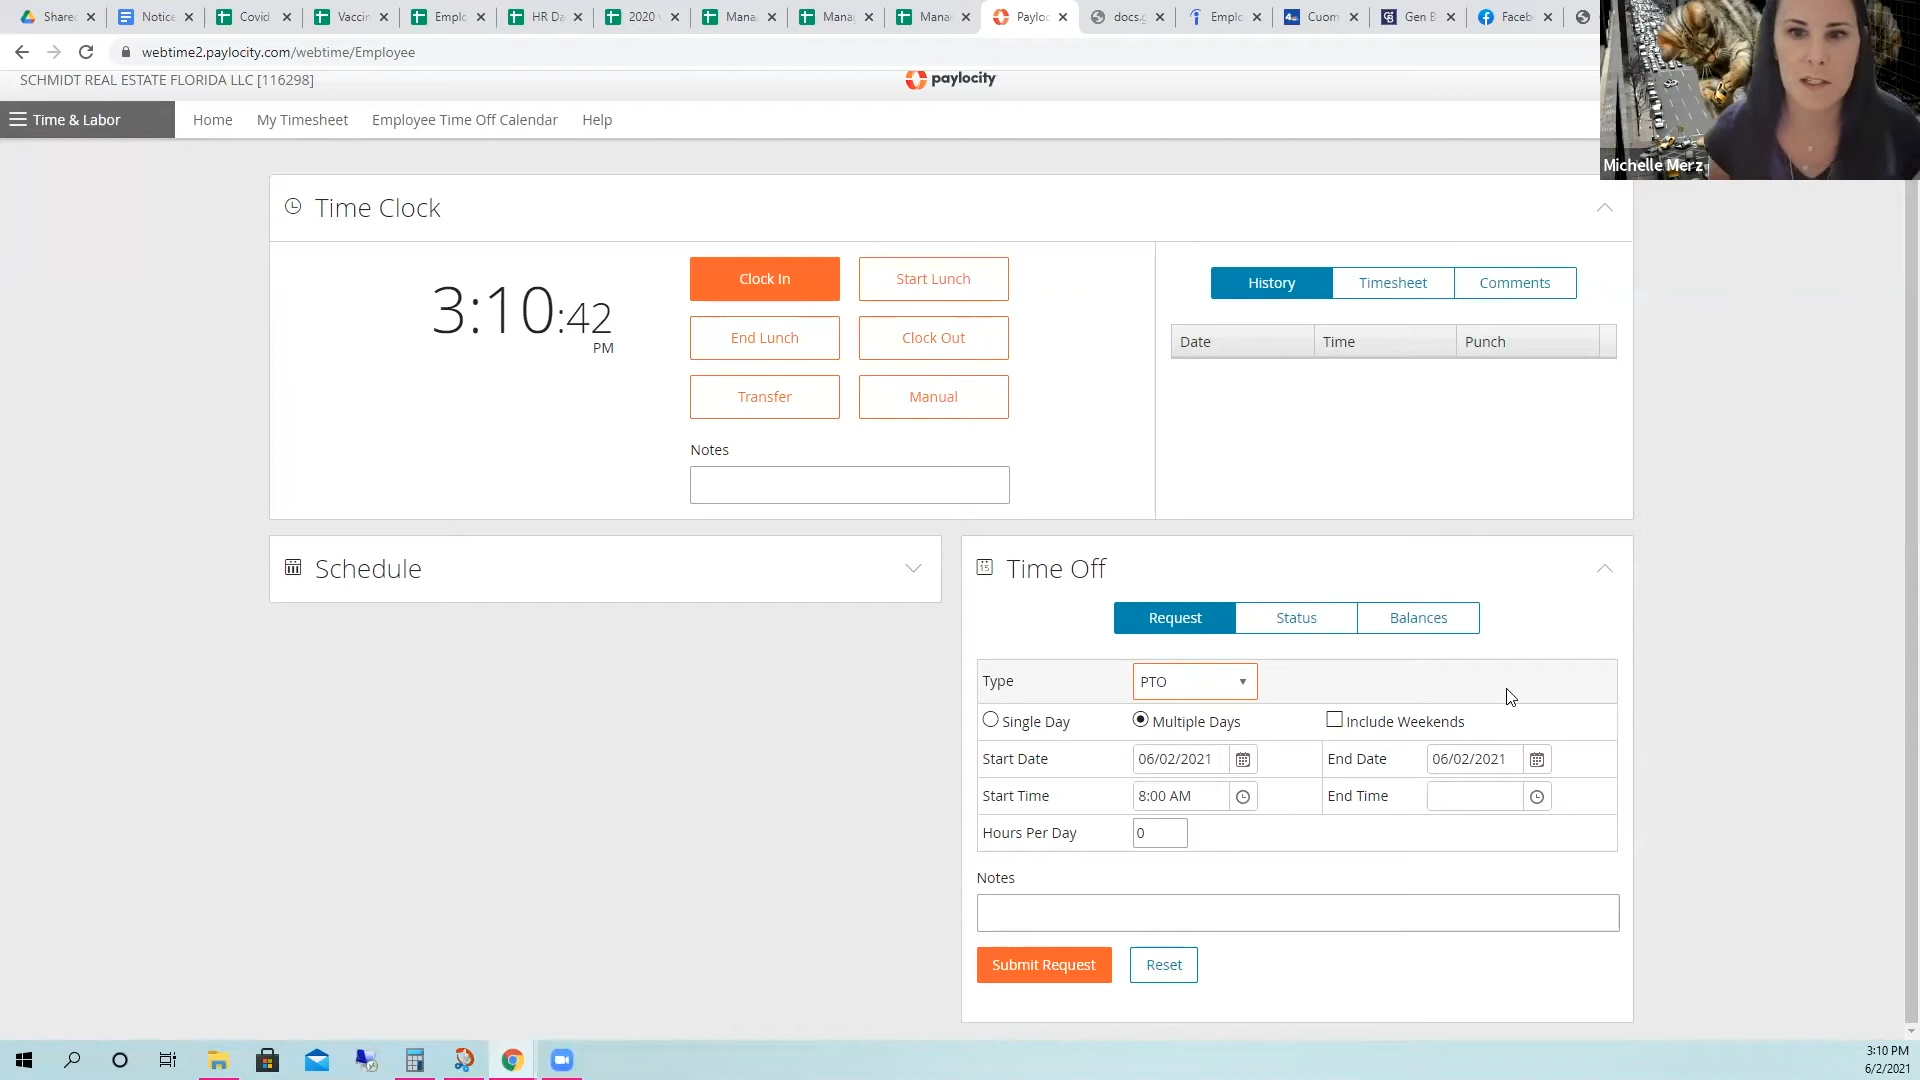 Shared
Notice
Covid
Vaccin
Emplo
HR Da
2020
Mana
Manag
Mana
Payloc
docs.g
Emplo
Cuom
Gen B
Faceb
webtime2.paylocity.com/webtime/Employee
SCHMIDT REAL ESTATE FLORIDA LLC [116298]
paylocity
Time & Labor
Home
My Timesheet
Employee Time Off Calendar
Help
Michelle Merz
Time Clock
3:10:42
PM
Clock In
Start Lunch
End Lunch
Clock Out
Transfer
Manual
Notes
History
Timesheet
Comments
Date
Time
Punch
Schedule
15 Time Off
Request
Status
Balances
Type
PTO
Single Day
Multiple Days
Include Weekends
Start Date
06/02/2021
End Date
06/02/2021
Start Time
8:00 AM
End Time
Hours Per Day
0
Notes
Submit Request
Reset
3:10 PM
6/2/2021